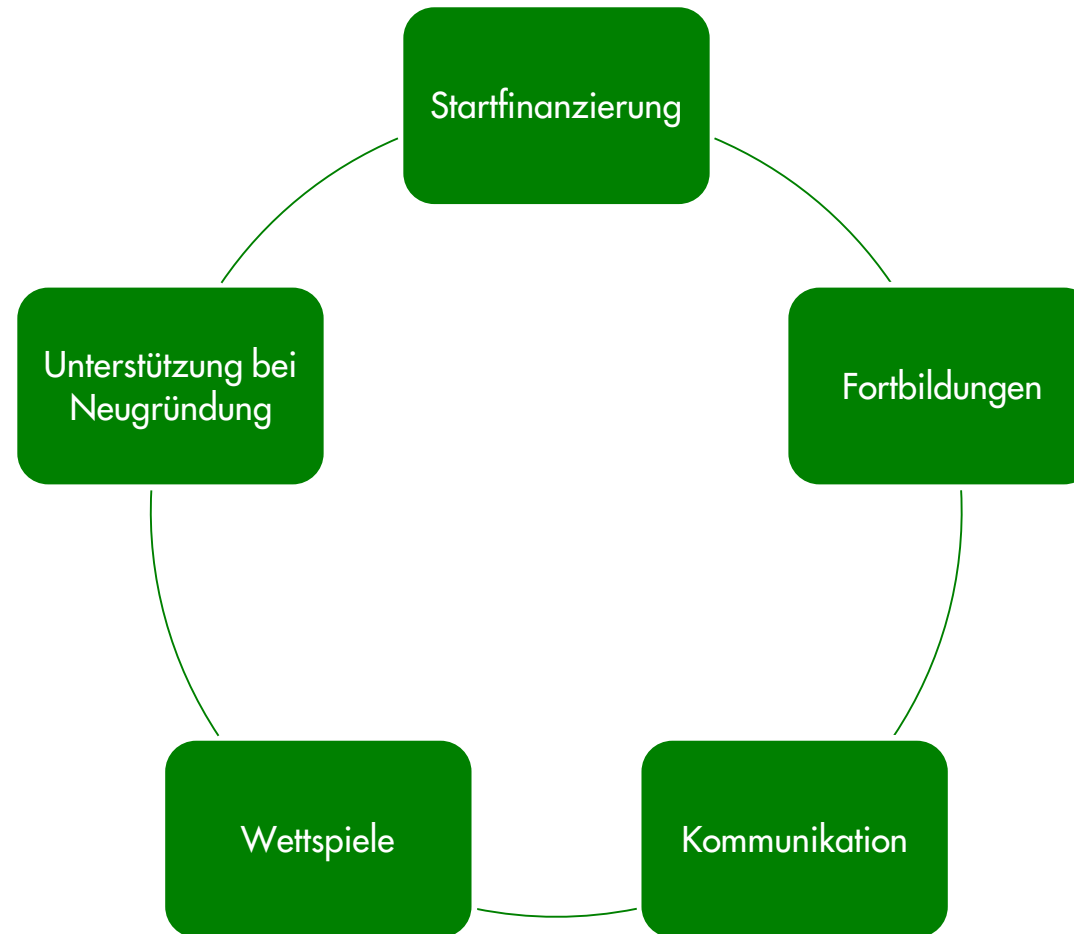 Startfinanzierung
Unterstützung bei
Neugründung
Fortbildungen
Wettspiele
Kommunikation